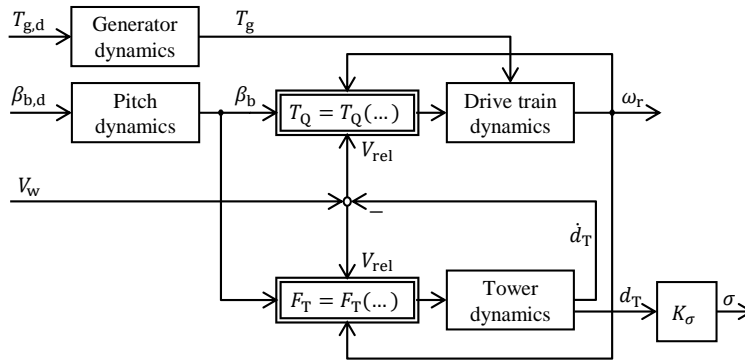 T_g,d Generator dynamics T_g
β_b,d Pitch dynamics β_b T_Q = T_Q(...) Drive train dynamics ω_r
V_rel
V_w
−
ḋ_T
V_rel
F_T = F_T(...) Tower dynamics d_T K_σ σ